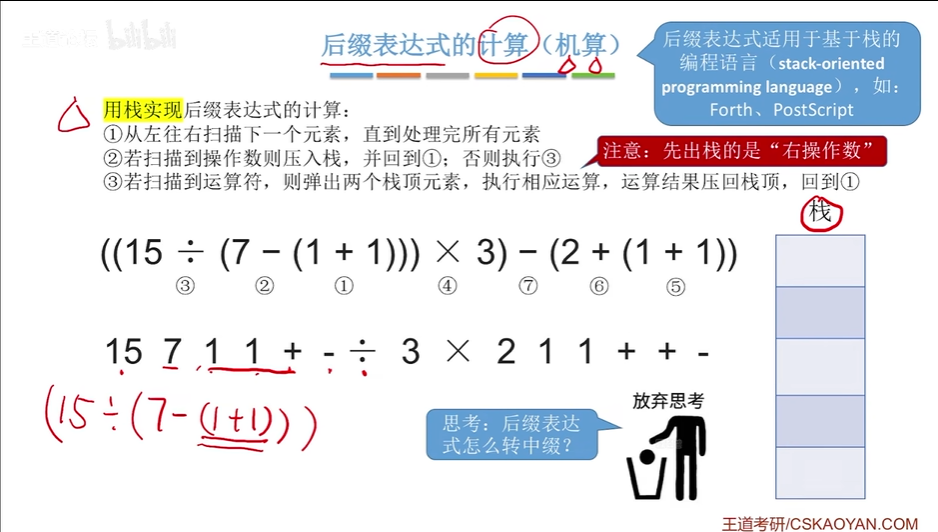 王道考研 bilibili
后缀表达式的计算（机算）
后缀表达式适用于基于栈的
编程语言（stack-oriented
programming language），如：
Forth、PostScript
用栈实现后缀表达式的计算：
①从左往右扫描下一个元素，直到处理完所有元素
②若扫描到操作数则压入栈，并回到①；否则执行③
注意：先出栈的是“右操作数”
③若扫描到运算符，则弹出两个栈顶元素，执行相应运算，运算结果压回栈顶，回到①
栈
((15 ÷ (7 − (1 + 1))) × 3) − (2 + (1 + 1))
③ ② ① ④ ⑦ ⑥ ⑤
15 7 1 1 + - ÷ 3 × 2 1 1 + + -
(15÷(7-(1+1)))
放弃思考
思考：后缀表达
式怎么转中缀？
王道考研/CSKAOYAN.COM